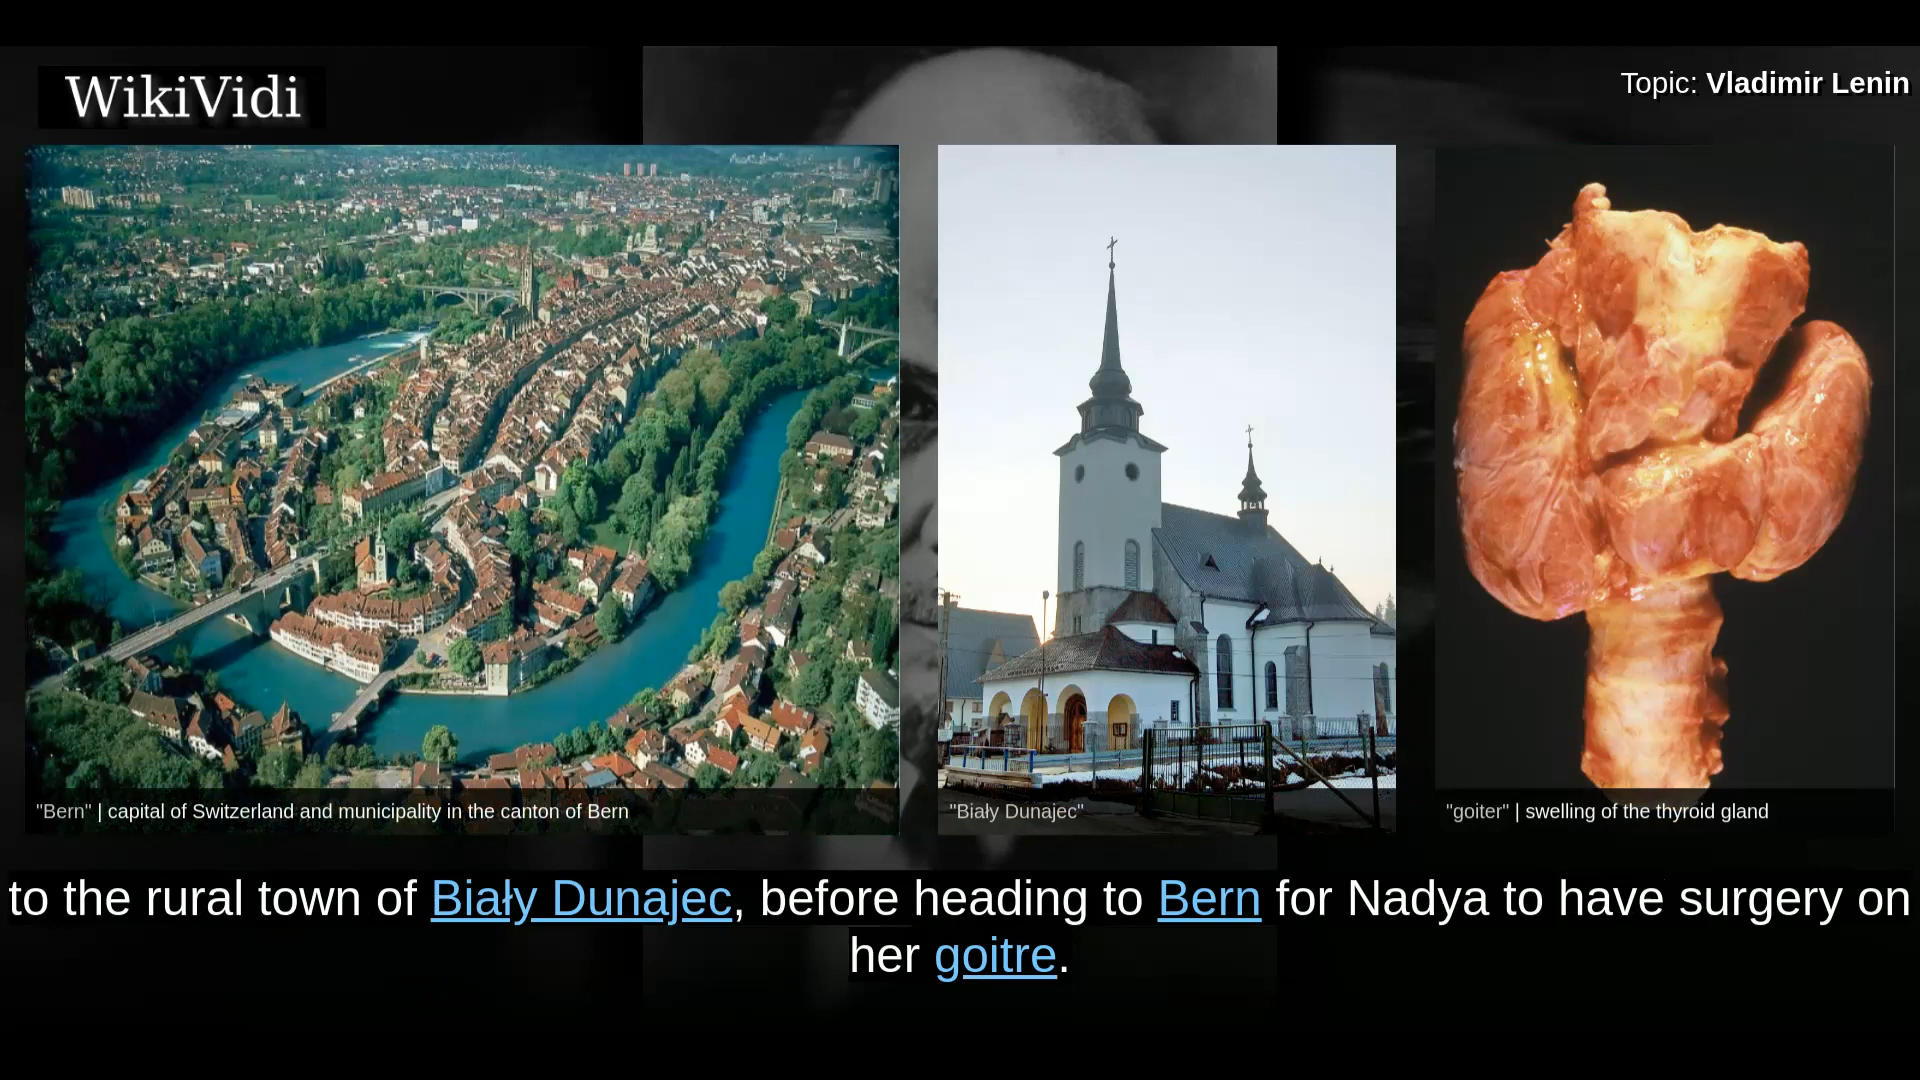 WikiVidi
Topic: Vladimir Lenin
"Bern" | capital of Switzerland and municipality in the canton of Bern
"Biały Dunajec"
"goiter" | swelling of the thyroid gland
to the rural town of Biały Dunajec, before heading to Bern for Nadya to have surgery on
her goitre.